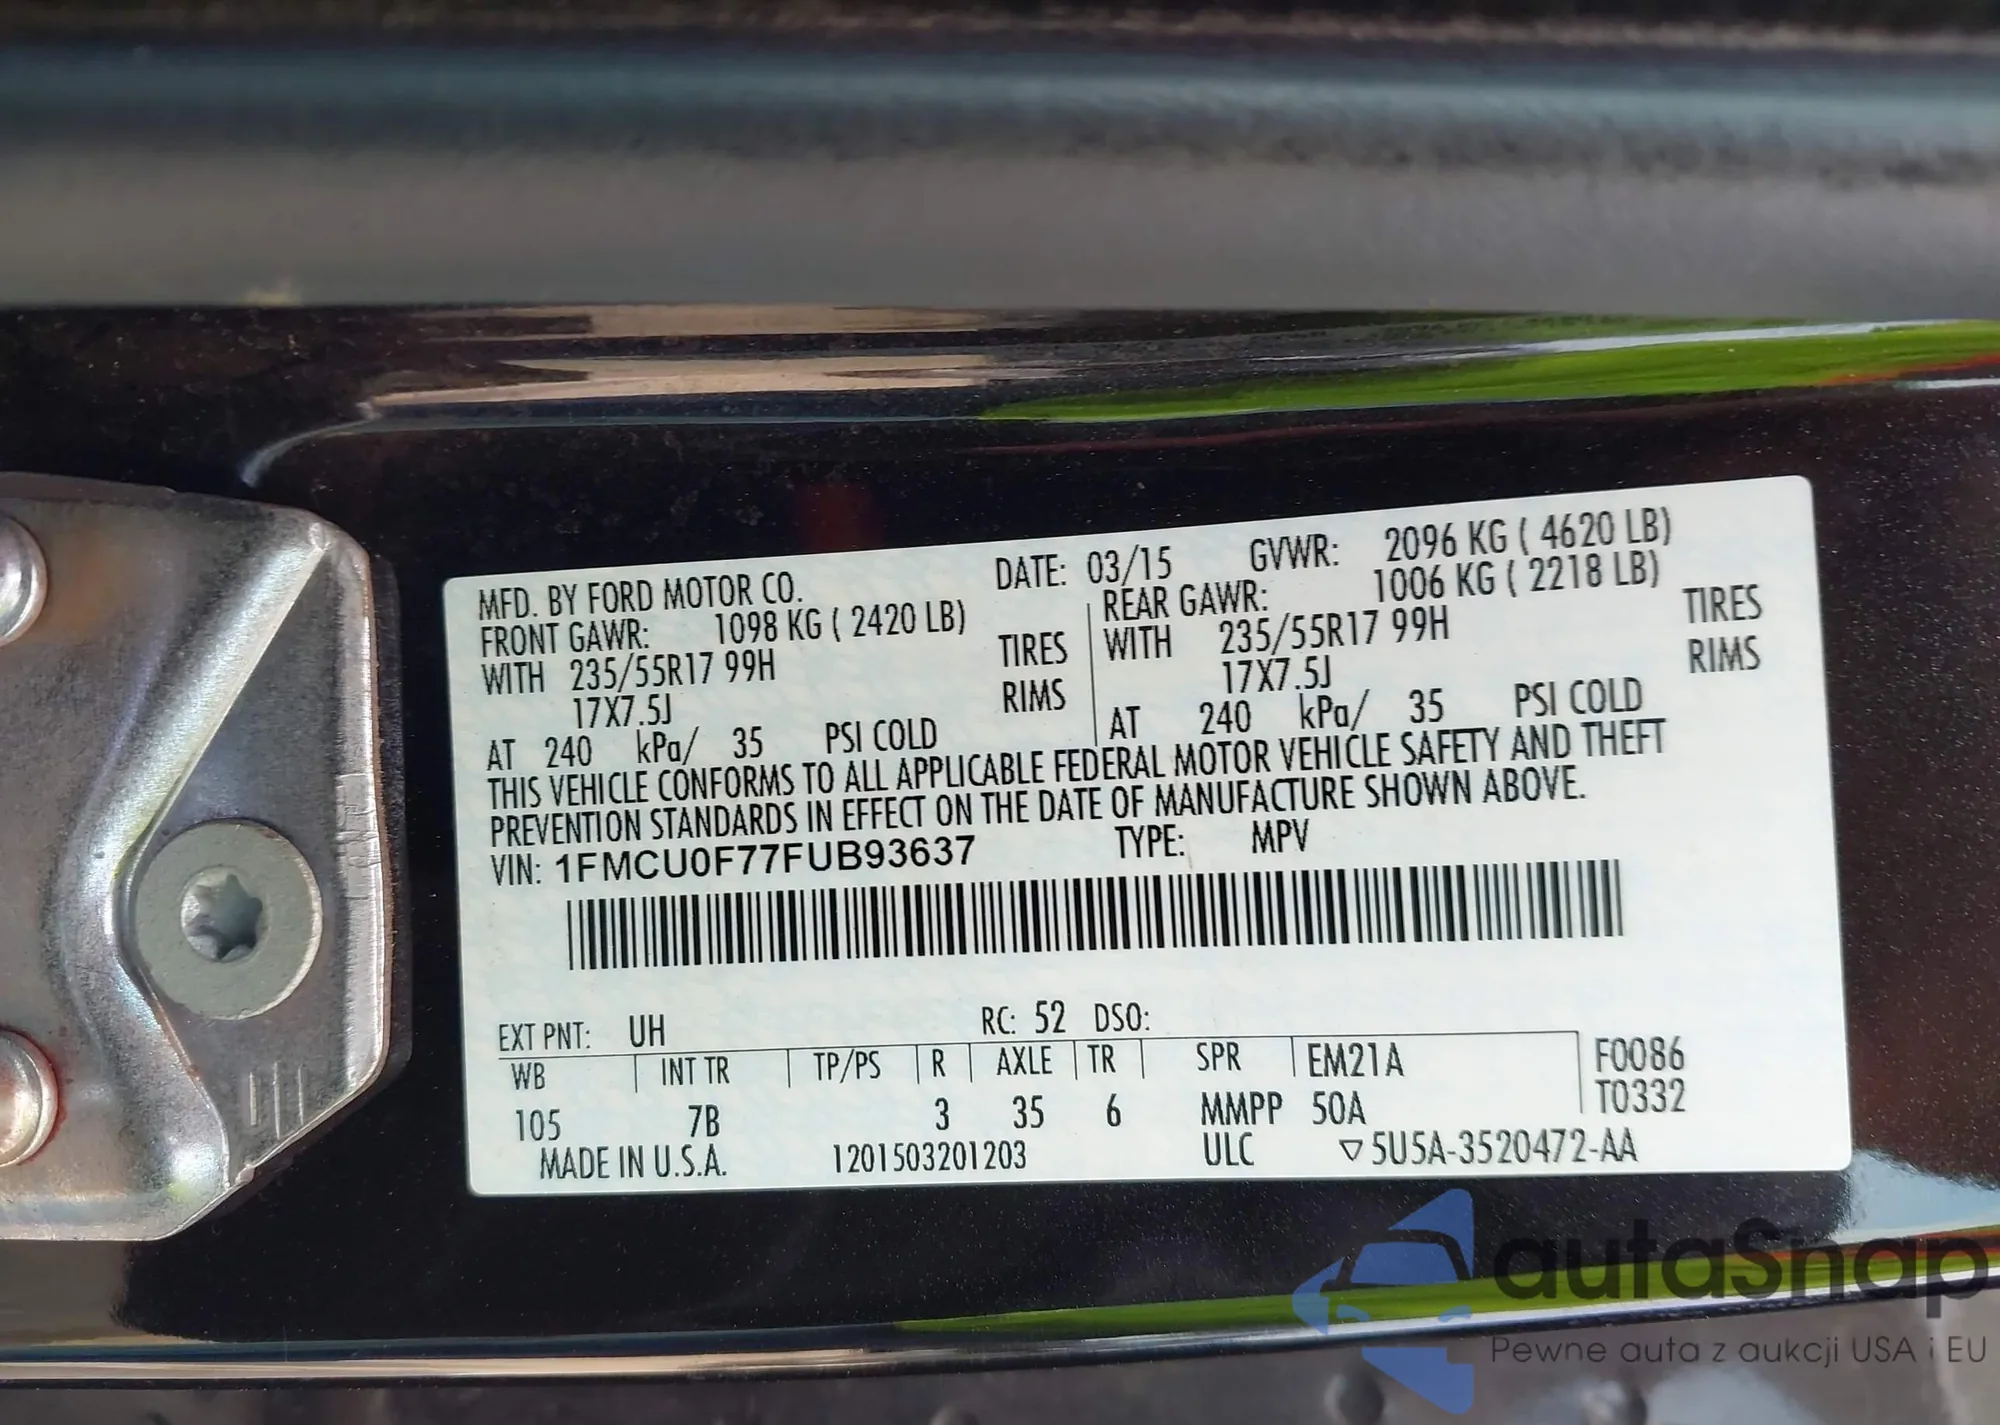 MFD. BY FORD MOTOR CO. DATE: 03/15 GVWR: 2096 KG ( 4620 LB)
FRONT GAWR: 1098 KG ( 2420 LB) REAR GAWR: 1006 KG ( 2218 LB)
WITH 235/55R17 99H TIRES WITH 235/55R17 99H TIRES
17X7.5J RIMS 17X7.5J RIMS
AT 240 kPa/ 35 PSI COLD AT 240 kPa/ 35 PSI COLD
THIS VEHICLE CONFORMS TO ALL APPLICABLE FEDERAL MOTOR VEHICLE SAFETY AND THEFT
PREVENTION STANDARDS IN EFFECT ON THE DATE OF MANUFACTURE SHOWN ABOVE.
VIN: 1FMCU0F77FUB93637 TYPE: MPV
EXT PNT: UH RC: 52 DSO:
WB INT TR TP/PS R AXLE TR SPR EM21A F0086
105 7B 3 35 6 MMPP 50A T0332
MADE IN U.S.A. 1201503201203 ULC ▽5U5A-3520472-AA
autaSnap
Pewne auta z aukcji USA i EU